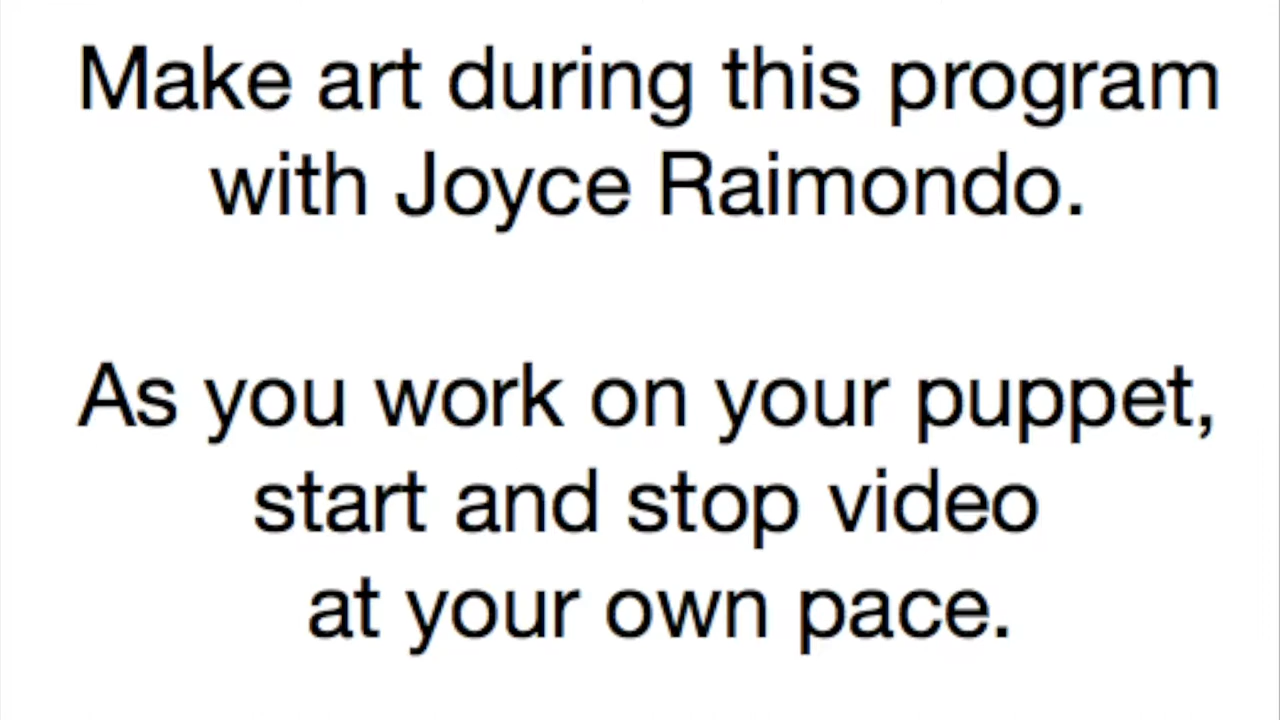 Make art during this program
with Joyce Raimondo.
As you work on your puppet,
start and stop video
at your own pace.